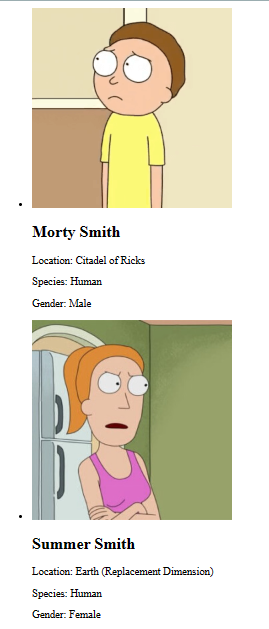 Morty Smith
Location: Citadel of Ricks
Species: Human
Gender: Male
Summer Smith
Location: Earth (Replacement Dimension)
Species: Human
Gender: Female